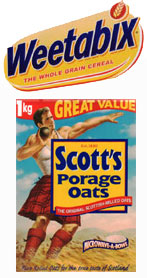 Weetabix
THE WHOLE GRAIN CEREAL
1kg GREAT VALUE
Scott's
Porage
Oats
THE ORIGINAL SCOTTISH MILLED OATS
MICROWAVE-A-BOWL